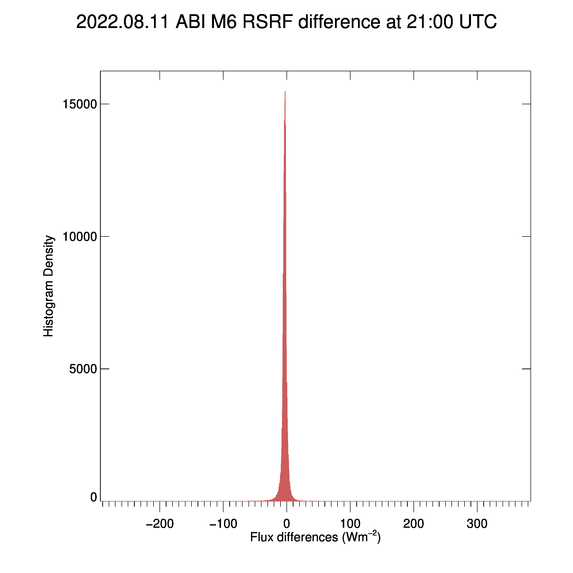 2022.08.11 ABI M6 RSRF difference at 21:00 UTC
15000
10000
5000
0
Histogram Density
−200 −100 0 100 200 300
Flux differences (Wm⁻²)